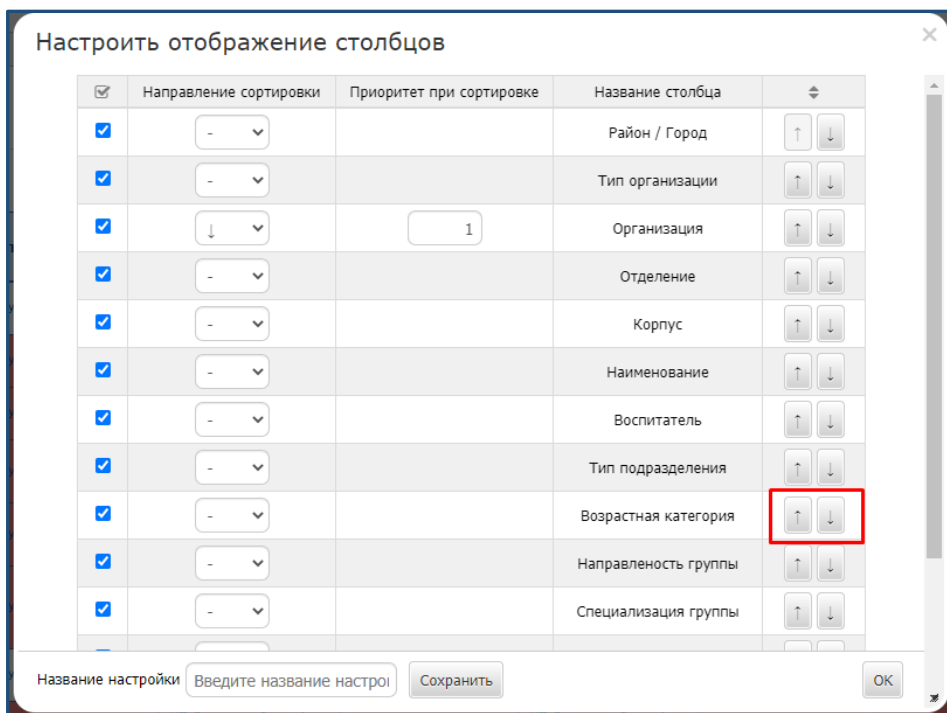 Настроить отображение столбцов ×
Направление сортировки Приоритет при сортировке Название столбца
- Район / Город ↑ ↓
- Тип организации ↑ ↓
↓ 1 Организация ↑ ↓
- Отделение ↑ ↓
- Корпус ↑ ↓
- Наименование ↑ ↓
- Воспитатель ↑ ↓
- Тип подразделения ↑ ↓
- Возрастная категория ↑ ↓
- Направленость группы ↑ ↓
- Специализация группы ↑ ↓
Название настройки Введите название настрої Сохранить OK